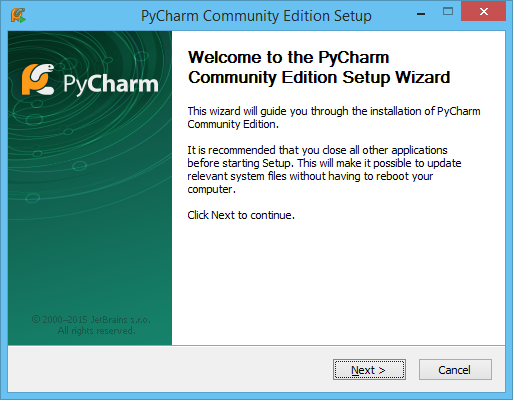 PyCharm Community Edition Setup
PyCharm
Welcome to the PyCharm
Community Edition Setup Wizard
This wizard will guide you through the installation of PyCharm
Community Edition.
It is recommended that you close all other applications
before starting Setup. This will make it possible to update
relevant system files without having to reboot your
computer.
Click Next to continue.
© 2000–2015 JetBrains s.r.o.
All rights reserved.
Next >
Cancel